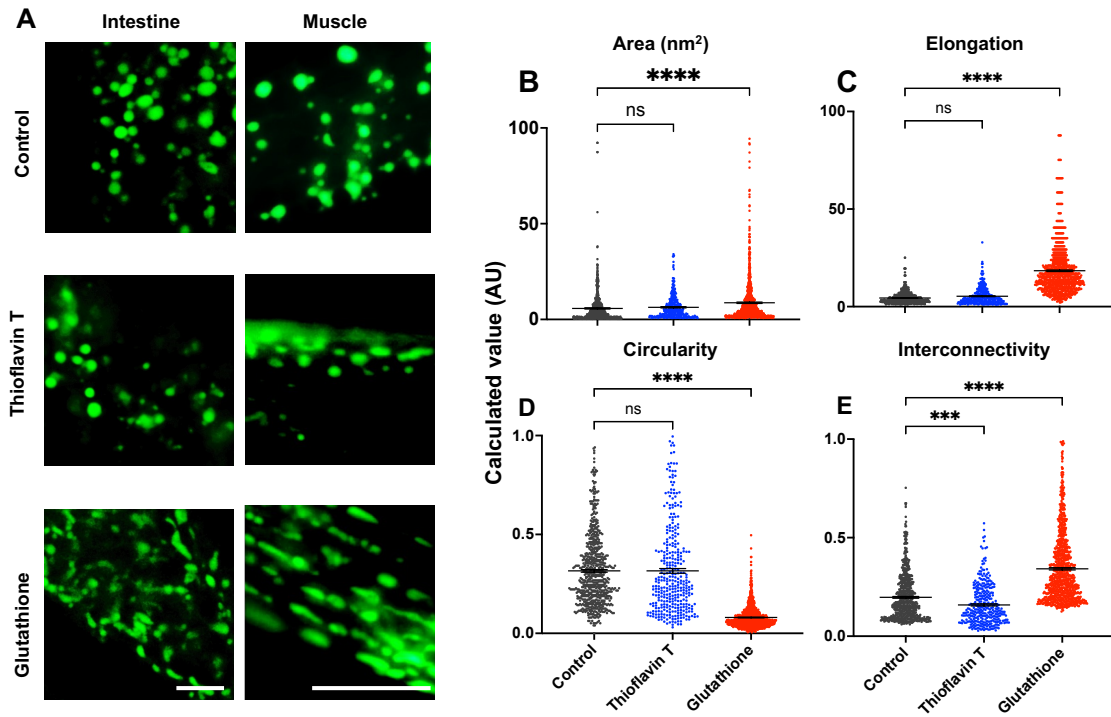 A
Intestine
Muscle
Control
Thioflavin T
Glutathione
Calculated value (AU)
Area (nm²)
B
****
ns
100
50
0
Elongation
C
****
ns
100
50
0
Circularity
D
****
ns
1.0
0.5
0.0
Control
Thioflavin T
Glutathione
Interconnectivity
E
****
***
1.0
0.5
0.0
Control
Thioflavin T
Glutathione